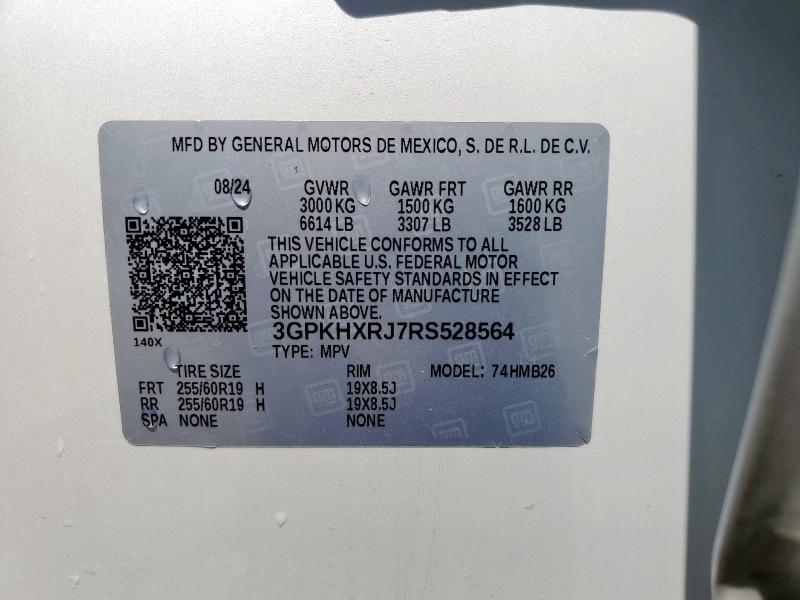 MFD BY GENERAL MOTORS DE MEXICO, S. DE R.L. DE C.V.
08/24 GVWR GAWR FRT GAWR RR
3000 KG 1500 KG 1600 KG
6614 LB 3307 LB 3528 LB
THIS VEHICLE CONFORMS TO ALL
APPLICABLE U.S. FEDERAL MOTOR
VEHICLE SAFETY STANDARDS IN EFFECT
ON THE DATE OF MANUFACTURE
SHOWN ABOVE.
3GPKHXRJ7RS528564
140X
TYPE: MPV
TIRE SIZE RIM MODEL: 74HMB26
FRT 255/60R19 H 19X8.5J
RR 255/60R19 H 19X8.5J
SPA NONE NONE